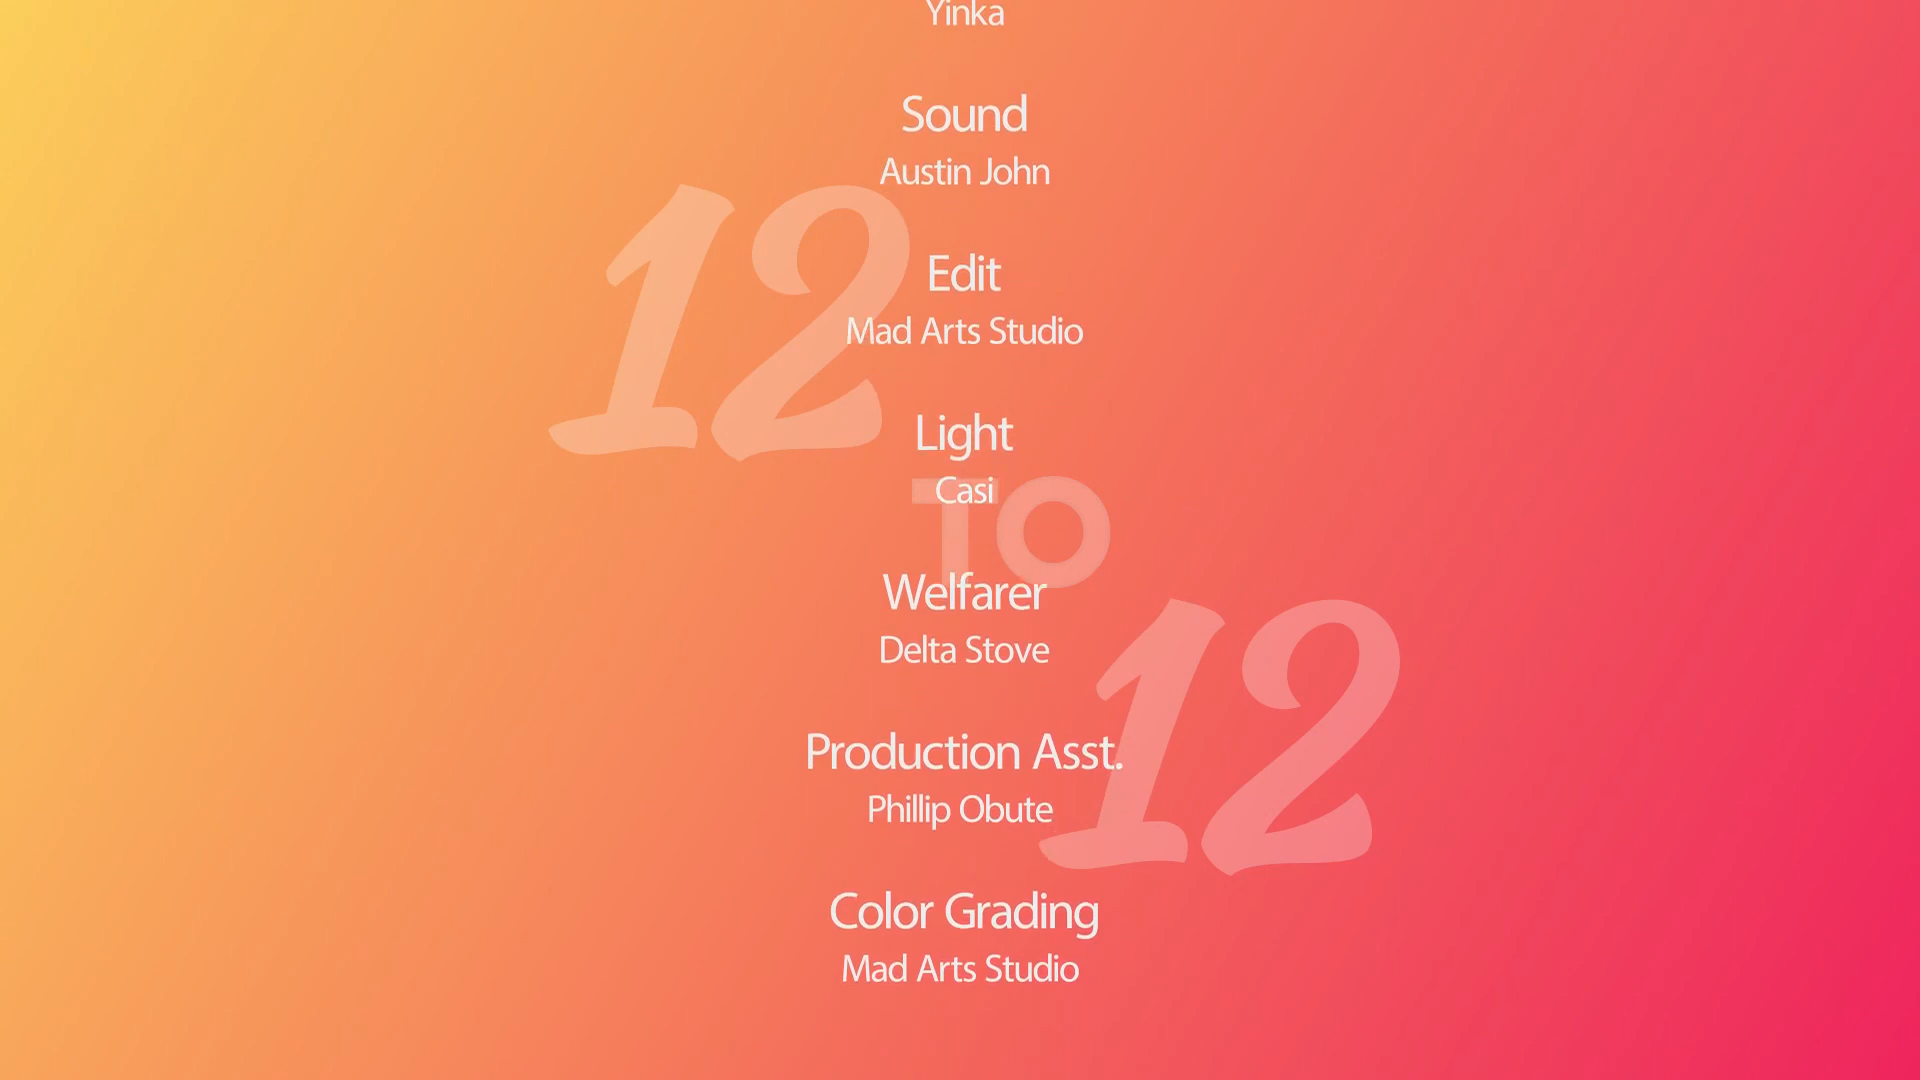 Yinka
Sound
Austin John
12
Edit
Mad Arts Studio
Light
Casi
TO
Welfarer
Delta Stove
12
Production Asst.
Phillip Obute
Color Grading
Mad Arts Studio